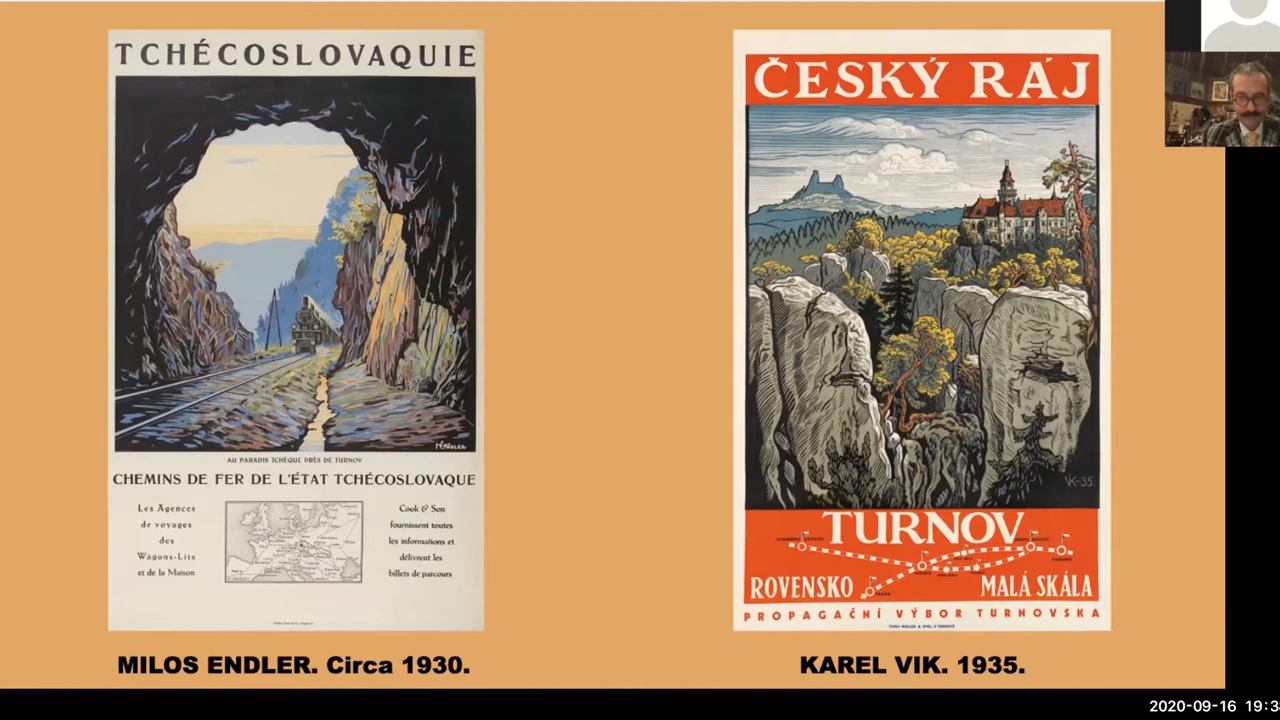 TCHÉCOSLOVAQUIE
AU PARADIS TCHÈQUE PRÈS DE TURNOV
CHEMINS DE FER DE L'ÉTAT TCHÉCOSLOVAQUE
Les Agences
de voyages
des
Wagons-Lits
et de la Maison
Cook & Son
fournissent toutes
les informations et
délivrent les
billets de parcours
MILOS ENDLER. Circa 1930.
ČESKÝ RÁJ
VK-35.
TURNOV
ROVENSKO
MALÁ SKÁLA
PROPAGAČNÍ VÝBOR TURNOVSKA
KAREL VIK. 1935.
2020-09-16 19:3